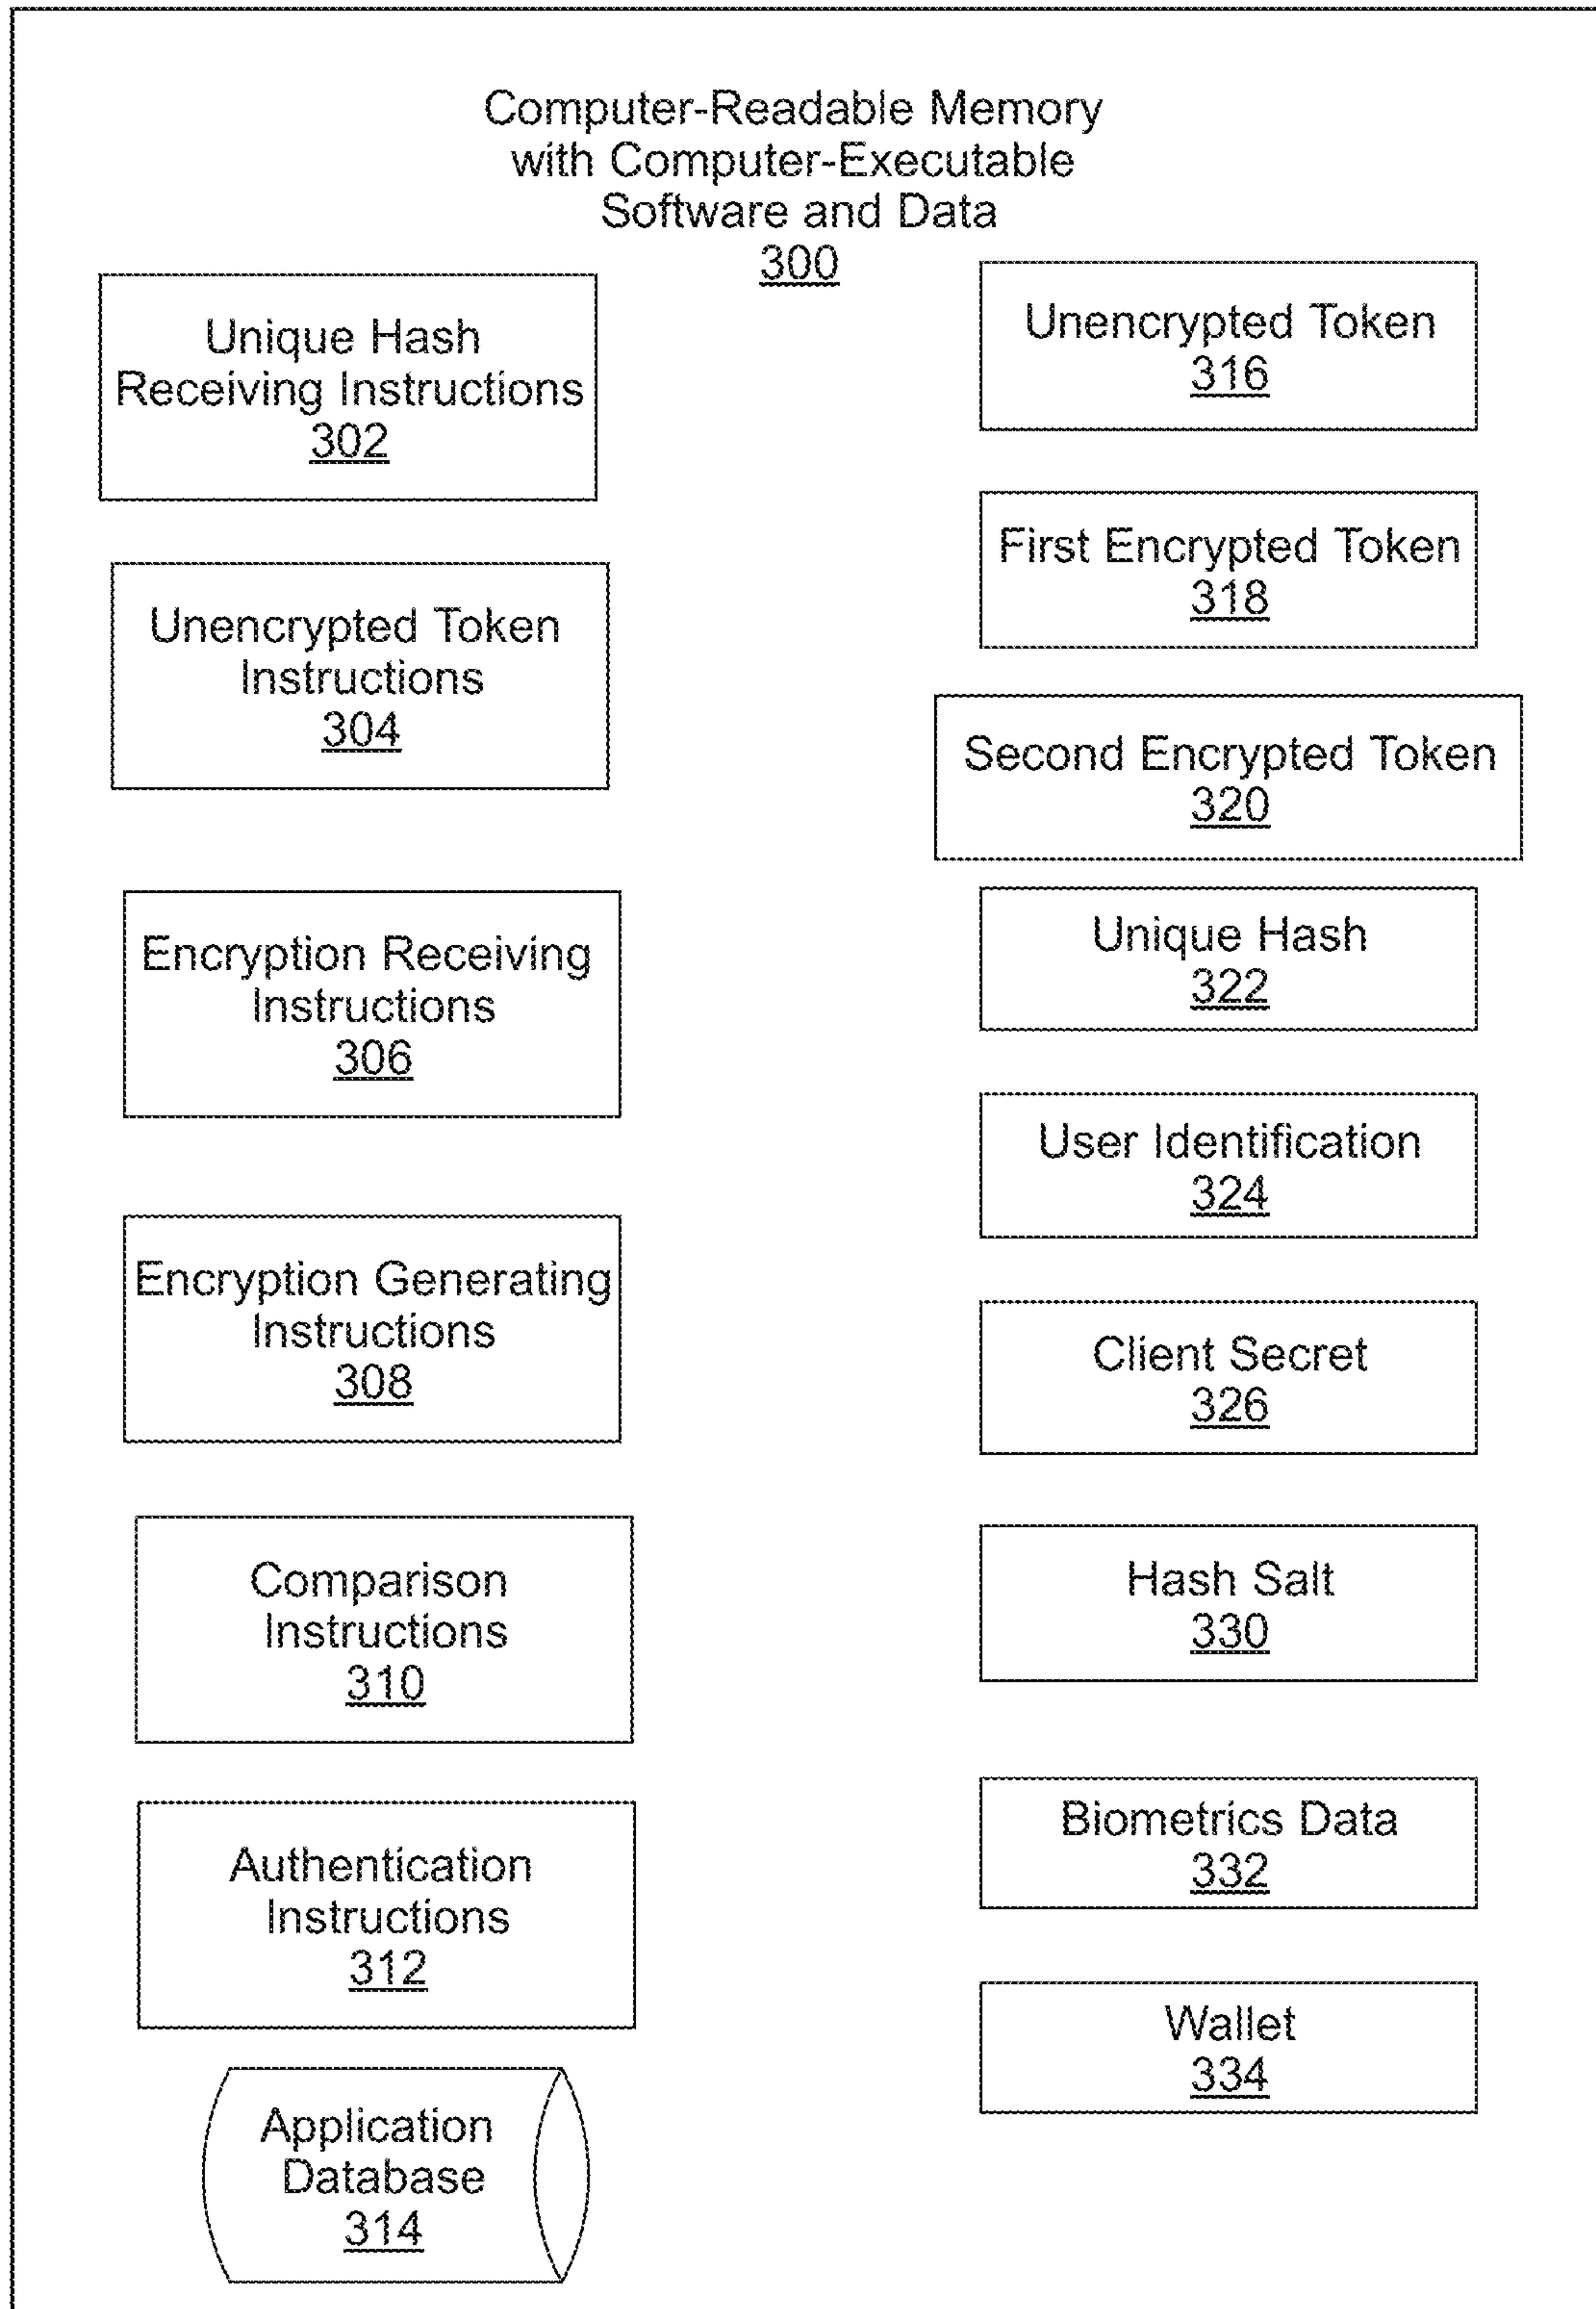 Computer-Readable Memory
with Computer-Executable
Software and Data
300
Unique Hash
Receiving Instructions
302
Unencrypted Token
Instructions
304
Encryption Receiving
Instructions
306
Encryption Generating
Instructions
308
Comparison
Instructions
310
Authentication
Instructions
312
Application
Database
314
Unencrypted Token
316
First Encrypted Token
318
Second Encrypted Token
320
Unique Hash
322
User Identification
324
Client Secret
326
Hash Salt
330
Biometrics Data
332
Wallet
334